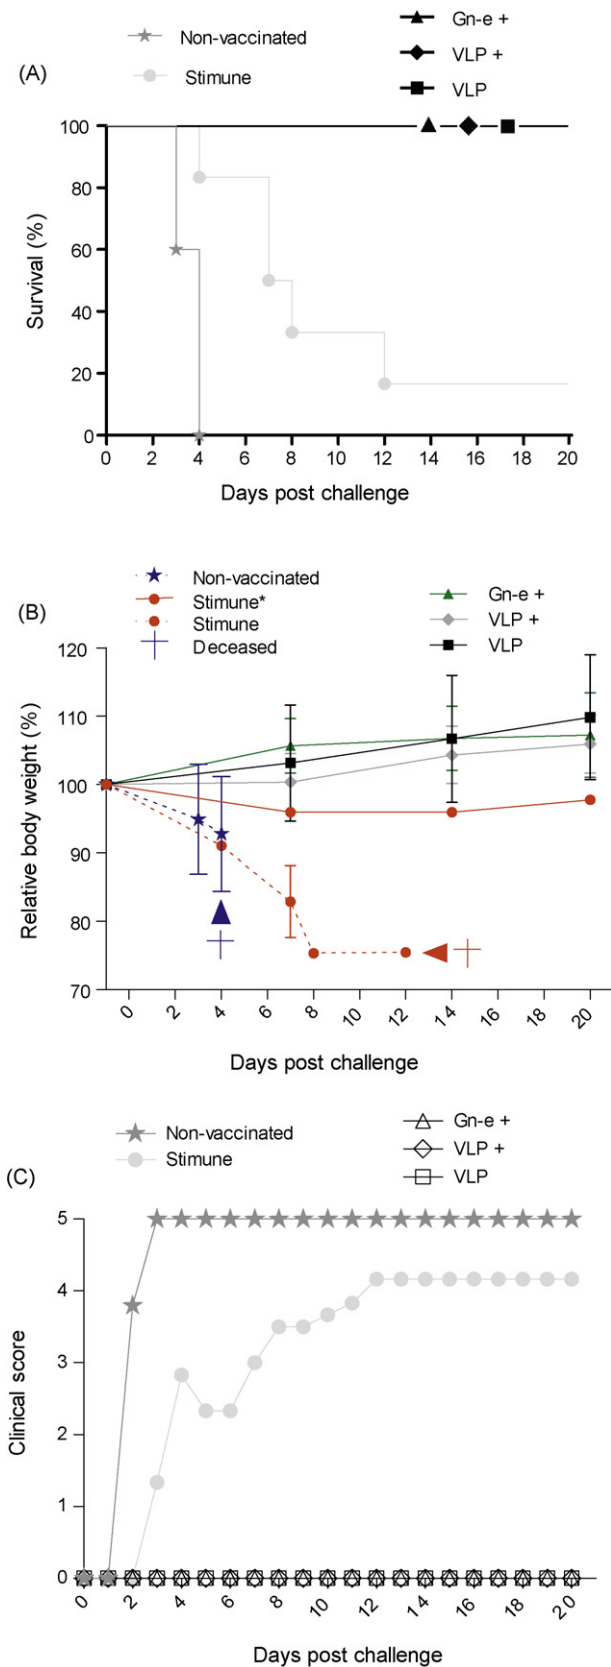 Non-vaccinated
Stimune
Gn-e +
VLP +
VLP
(A)
100
80
60
40
20
0
Survival (%)
0 2 4 6 8 10 12 14 16 18 20
Days post challenge
Non-vaccinated
Stimune*
Stimune
Deceased
Gn-e +
VLP +
VLP
(B)
120
110
100
90
80
70
Relative body weight (%)
0 2 4 6 8 10 12 14 16 18 20
Days post challenge
Non-vaccinated
Stimune
Gn-e +
VLP +
VLP
(C)
5
4
3
2
1
0
Clinical score
0 2 4 6 8 10 12 14 16 18 20
Days post challenge